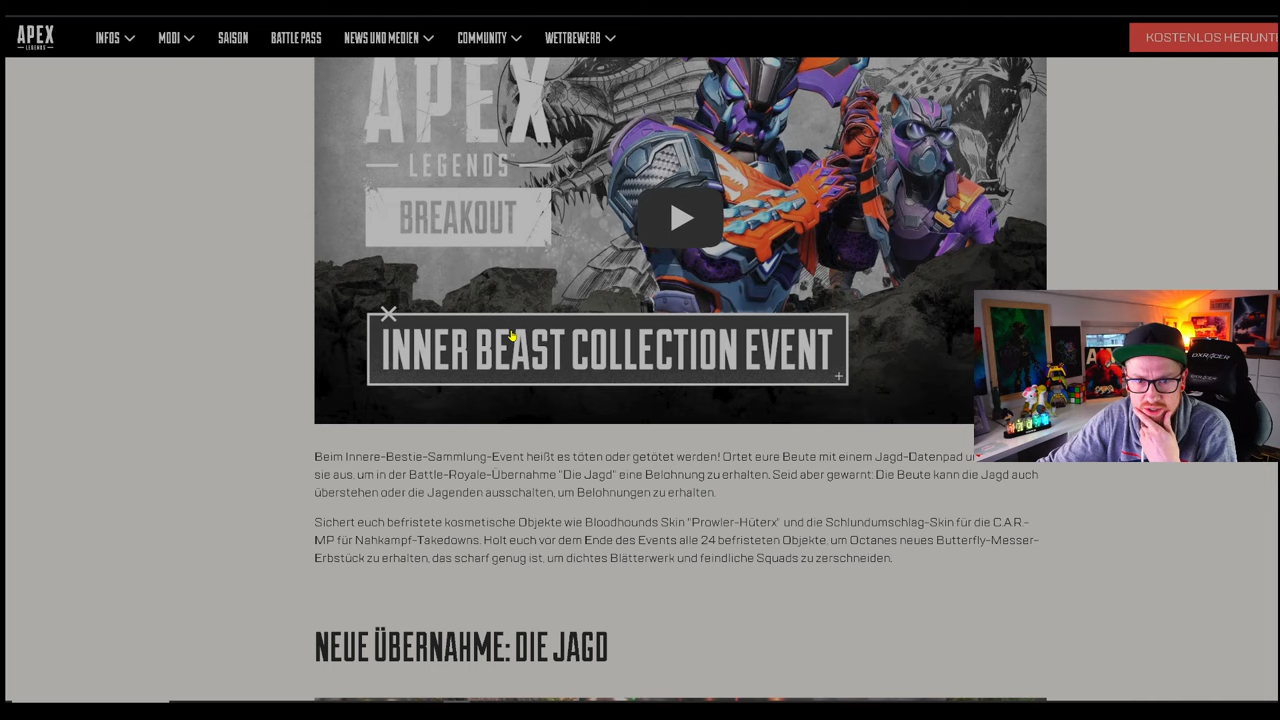 APEX
LEGENDS
INFOS MODI SAISON BATTLE PASS NEWS UND MEDIEN COMMUNITY WETTBEWERB
KOSTENLOS
APEX
LEGENDS
BREAKOUT
INNER BEAST COLLECTION EVENT
Beim Innere-Bestie-Sammlung-Event heißt es töten oder getötet werden! Ortet eure Beute mit einem Jagd-Datenpad
sie aus, um in der Battle-Royale-Übernahme "Die Jagd" eine Belohnung zu erhalten. Seid aber gewarnt: Die Beute kann die Jagd auch
überstehen oder die Jagenden ausschalten, um Belohnungen zu erhalten.
Sichert euch befristete kosmetische Objekte wie Bloodhounds Skin "Prowler-Hüterx" und die Schlundumschlag-Skin für die C.A.R.-
MP für Nahkampf-Takedowns. Holt euch vor dem Ende des Events alle 24 befristeten Objekte, um Octanes neues Butterfly-Messer-
Erbstück zu erhalten, das scharf genug ist, um dichtes Blätterwerk und feindliche Squads zu zerschneiden.
NEUE ÜBERNAHME: DIE JAGD
DXRACER